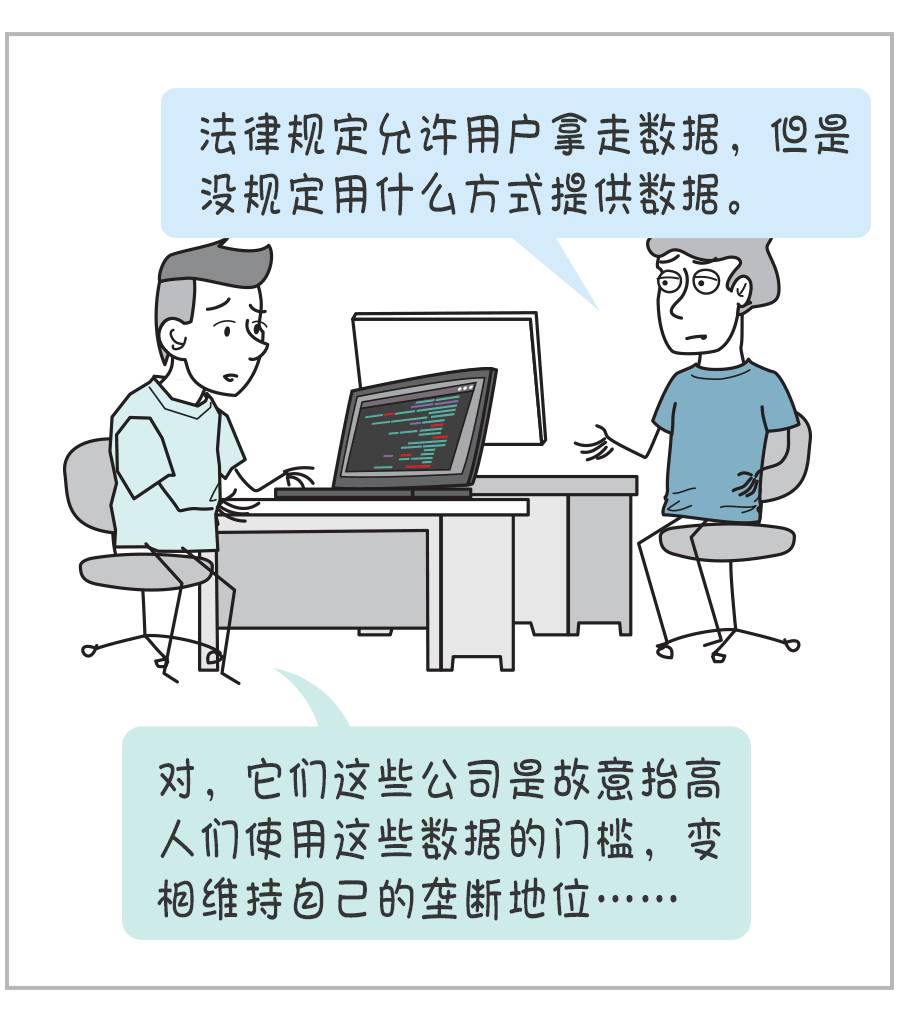 法律规定允许用户拿走数据，但是
没规定用什么方式提供数据。
对，它们这些公司是故意抬高
人们使用这些数据的门槛，变
相维持自己的垄断地位……